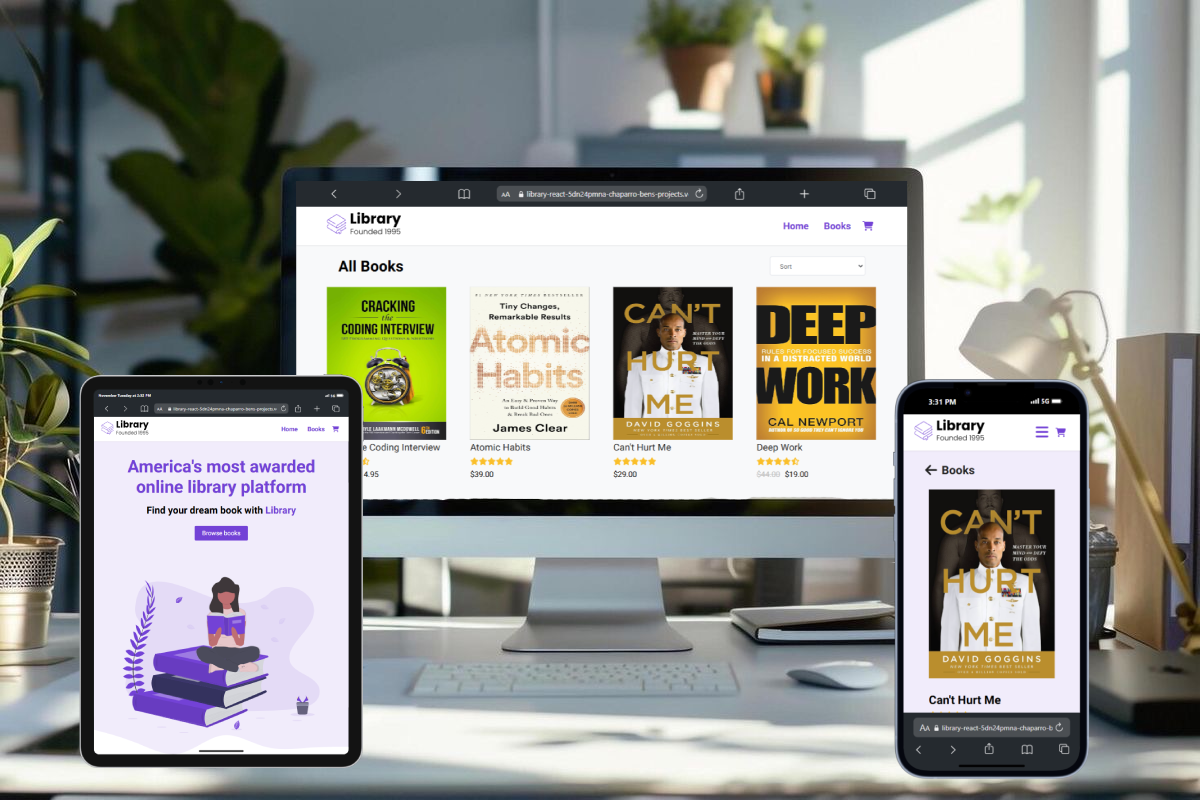 AA library-react-5dn24pmna-chaparro-bens-projects.v
Library
Founded 1995
Home
Books
All Books
Sort
CRACKING
the
CODING INTERVIEW
#1 NEW YORK TIMES BESTSELLER
Tiny Changes,
Remarkable Results
Atomic
Habits
An Easy & Proven Way
to Build Good Habits
& Break Bad Ones
James Clear
CAN'T
HURT
ME
MASTER YOUR
MIND AND DEFY
THE ODDS
DAVID GOGGINS
DEEP
WORK
RULES FOR FOCUSED SUCCESS
IN A DISTRACTED WORLD
CAL NEWPORT
e Coding Interview
4.95
Atomic Habits
$39.00
Can't Hurt Me
$29.00
Deep Work
$44.00 $19.00
AA library-react-5dn24pmna-chaparro-bens-projects.v
Library
Founded 1995
Home
Books
America's most awarded
online library platform
Find your dream book with Library
Browse books
3:31 PM
5G
Library
Founded 1995
Books
CAN'T
HURT
ME
MASTER YOUR
MIND AND DEFY
THE ODDS
DAVID GOGGINS
NEW YORK TIMES BEST SELLER
Can't Hurt Me
AA library-react-5dn24pmna-chaparro-b